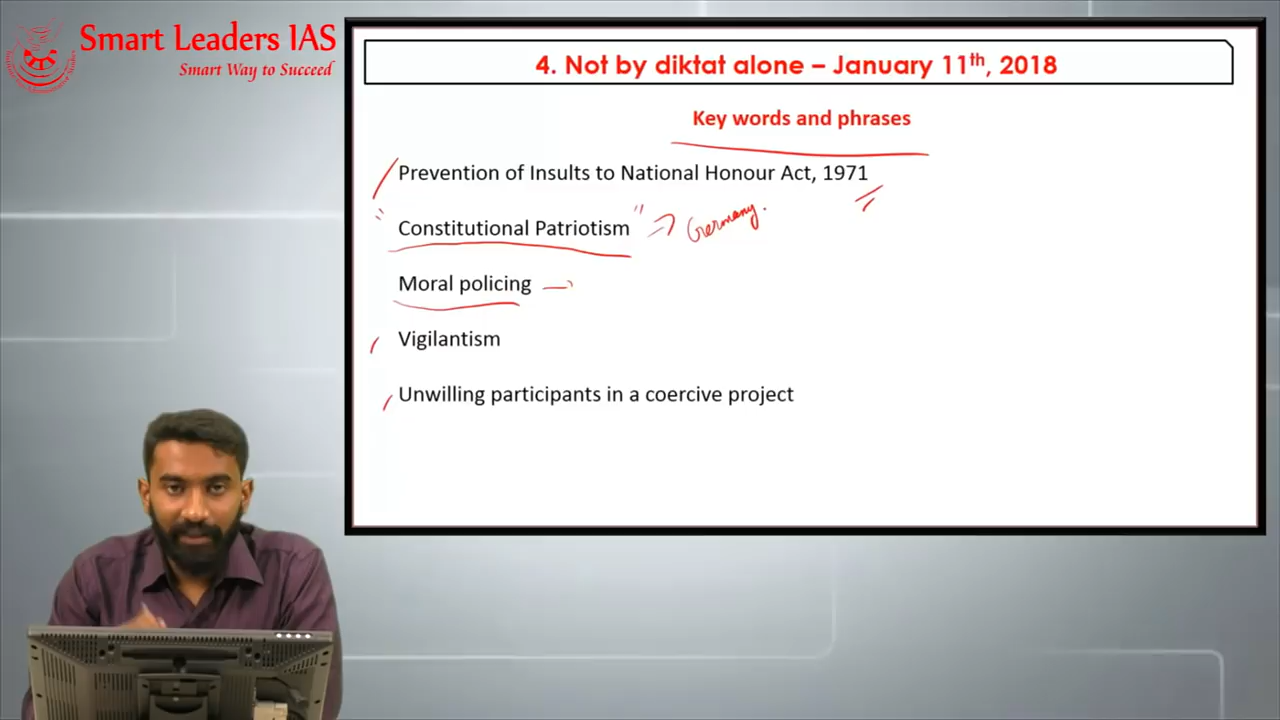 Smart Leaders IAS
Smart Way to Succeed
4. Not by diktat alone – January 11th, 2018
Key words and phrases
Prevention of Insults to National Honour Act, 1971
"Constitutional Patriotism" => Germany.
Moral policing →
Vigilantism
Unwilling participants in a coercive project